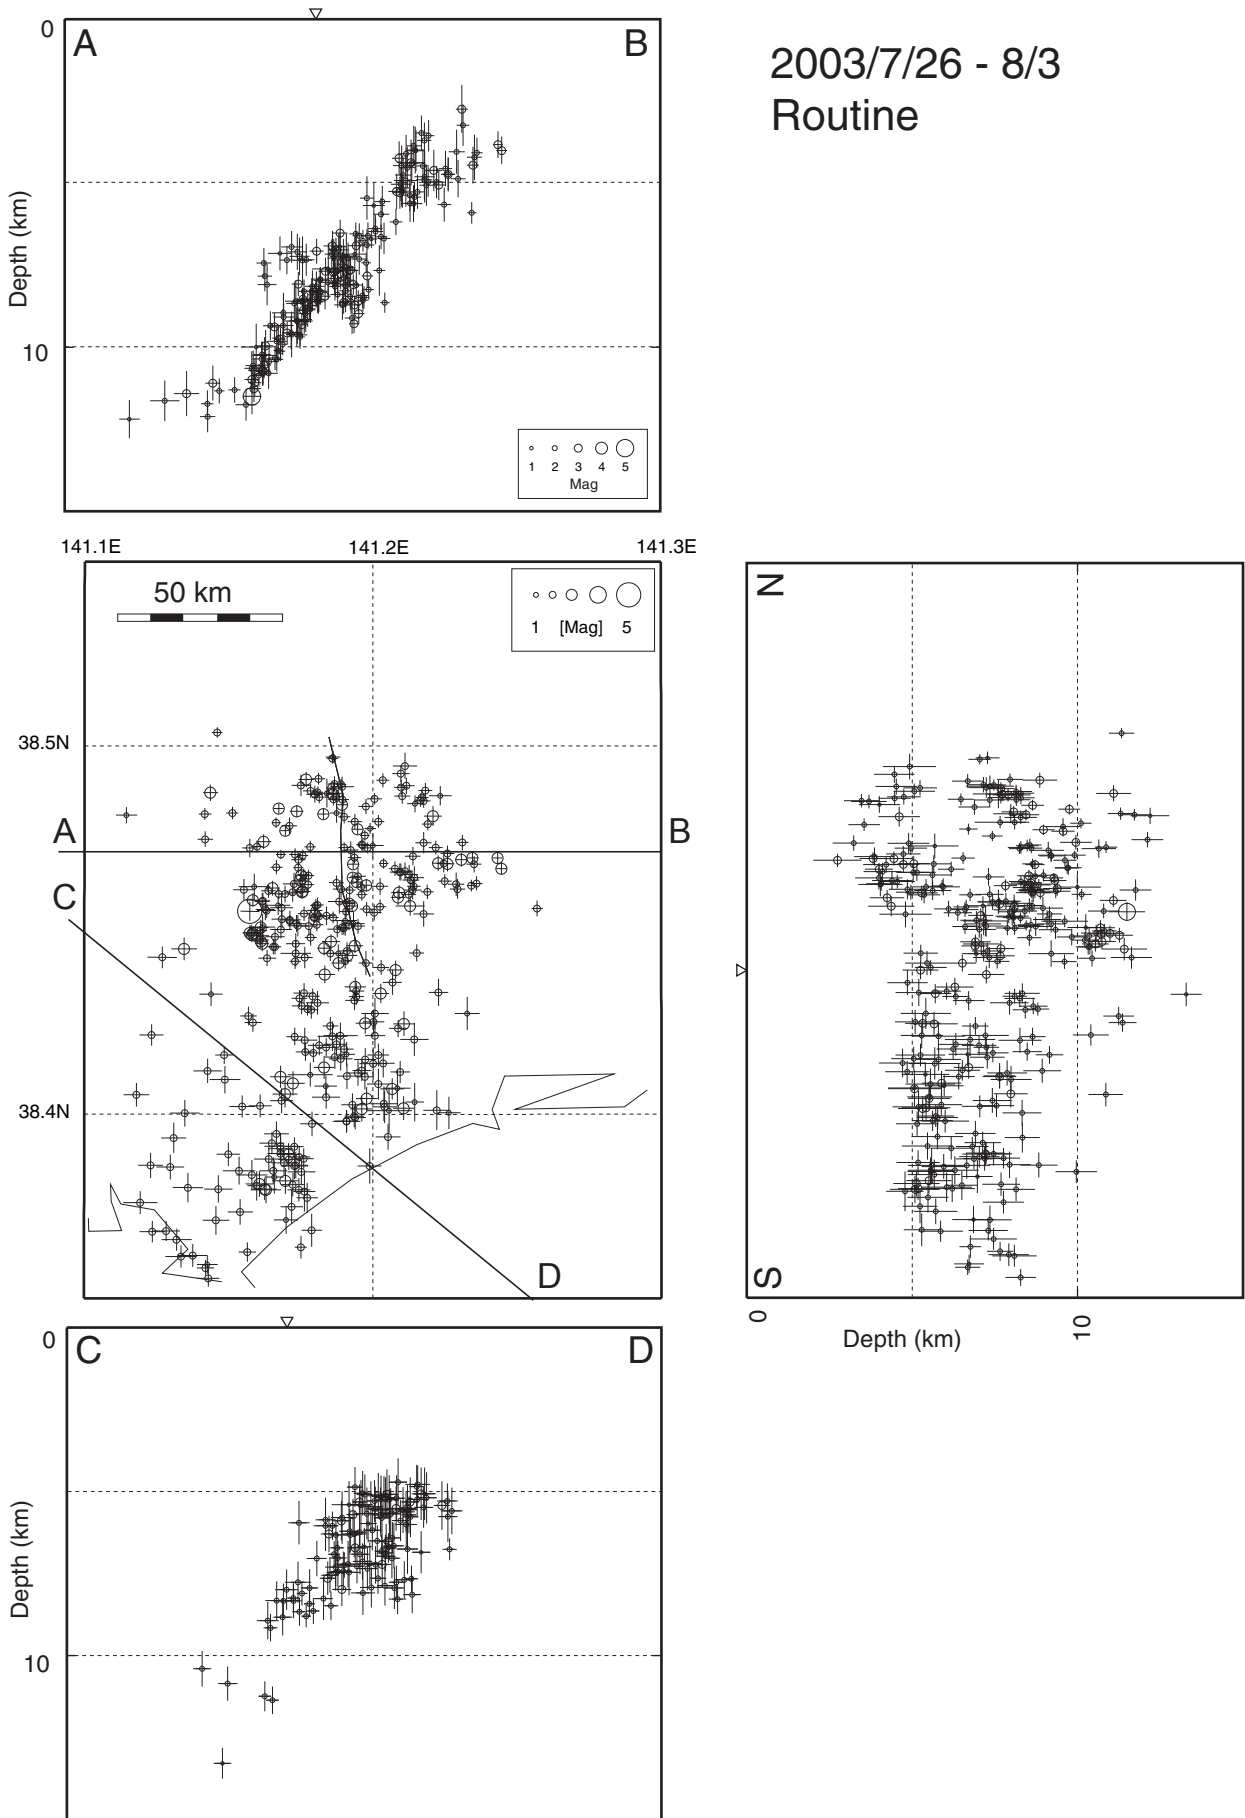 0
A
B
2003/7/26 - 8/3
Routine
Depth (km)
10
1 2 3 4 5
Mag
141.1E 141.2E 141.3E
50 km
1 [Mag] 5
38.5N
A
B
C
38.4N
D
N
S
0
10
Depth (km)
0
C
D
Depth (km)
10